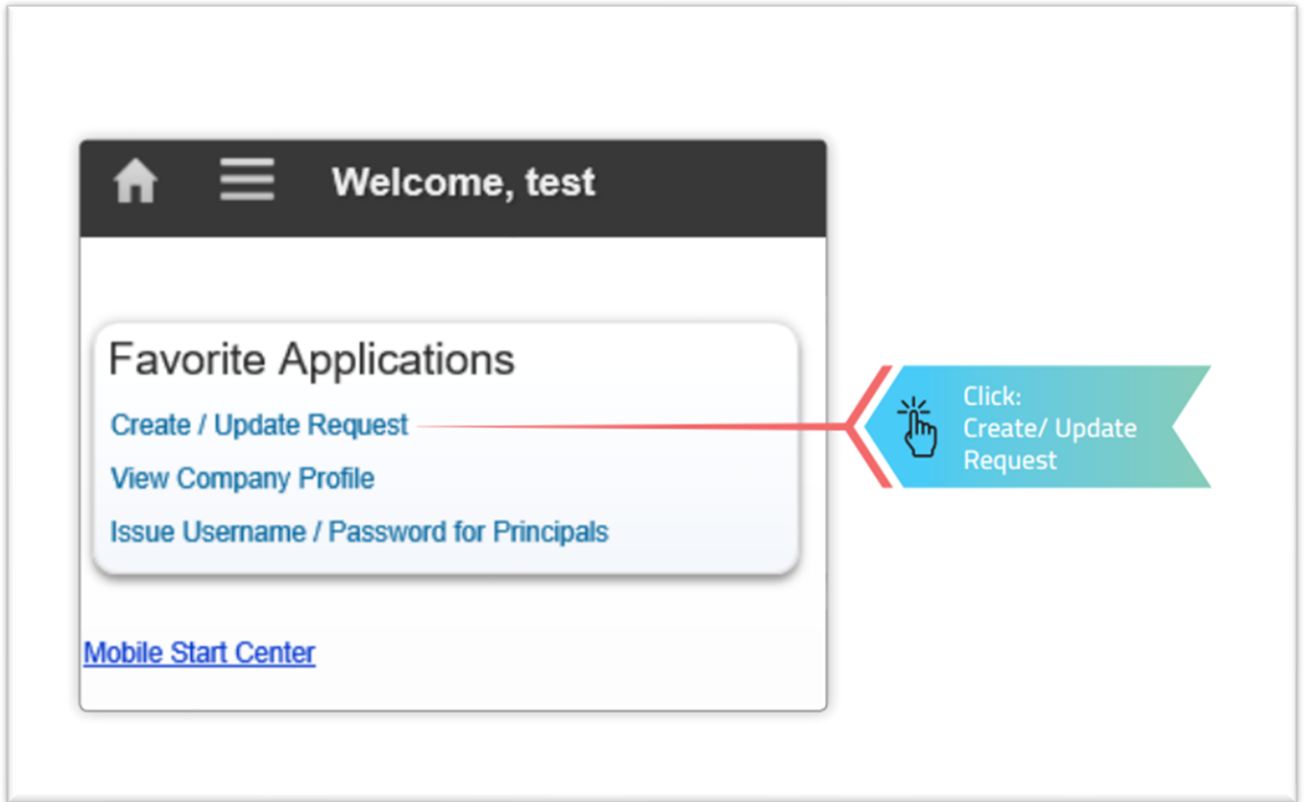 Welcome, test
Favorite Applications
Create / Update Request
View Company Profile
Issue Username / Password for Principals
Mobile Start Center
Click:
Create/ Update
Request